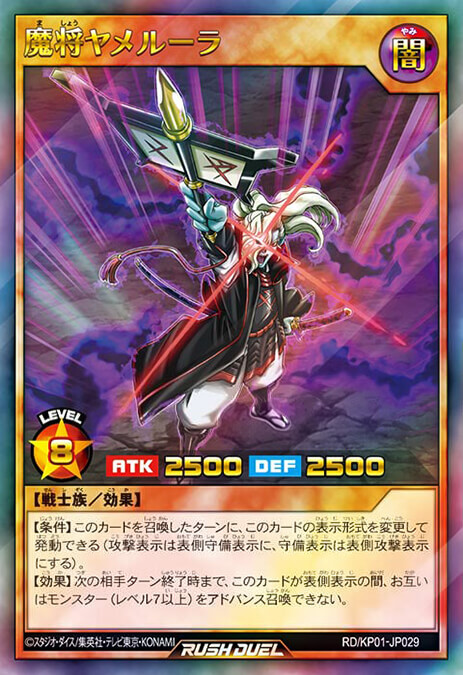 魔将ヤメルーラ
闇
LEVEL
8
ATK 2500 DEF 2500
【戦士族／効果】
【条件】このカードを召喚したターンに、このカードの表示形式を変更して
発動できる（攻撃表示は表側守備表示に、守備表示は表側攻撃表示
にする）。
【効果】次の相手ターン終了時まで、このカードが表側表示の間、お互い
はモンスター（レベル7以上）をアドバンス召喚できない。
©スタジオ・ダイス/集英社・テレビ東京・KONAMI
RUSH DUEL
RD/KP01-JP029